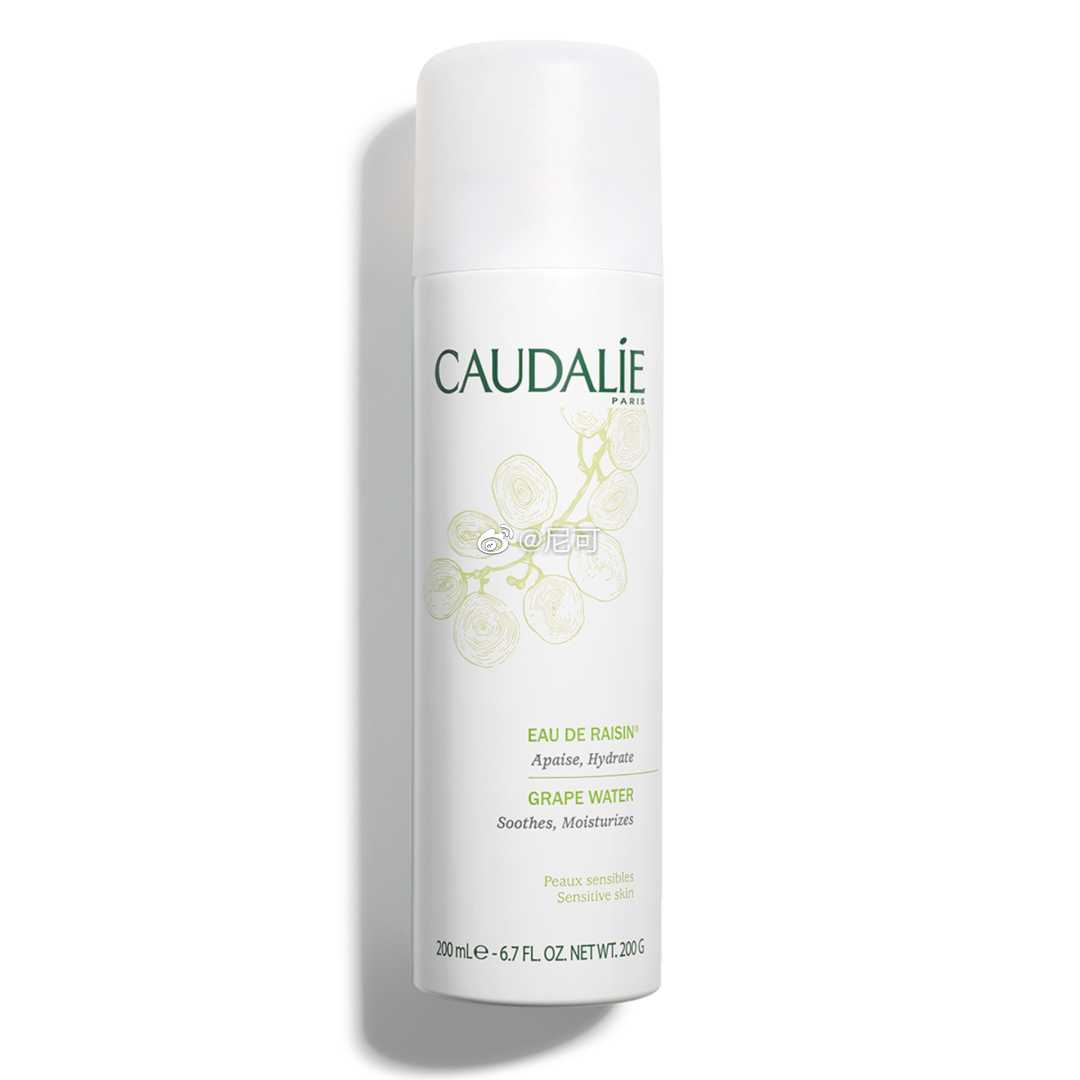 CAUDALÍE
PARIS
@尼可
EAU DE RAISIN®
Apaise, Hydrate
GRAPE WATER
Soothes, Moisturizes
Peaux sensibles
Sensitive skin
200 mL℮ - 6.7 FL. OZ. NET WT. 200 G